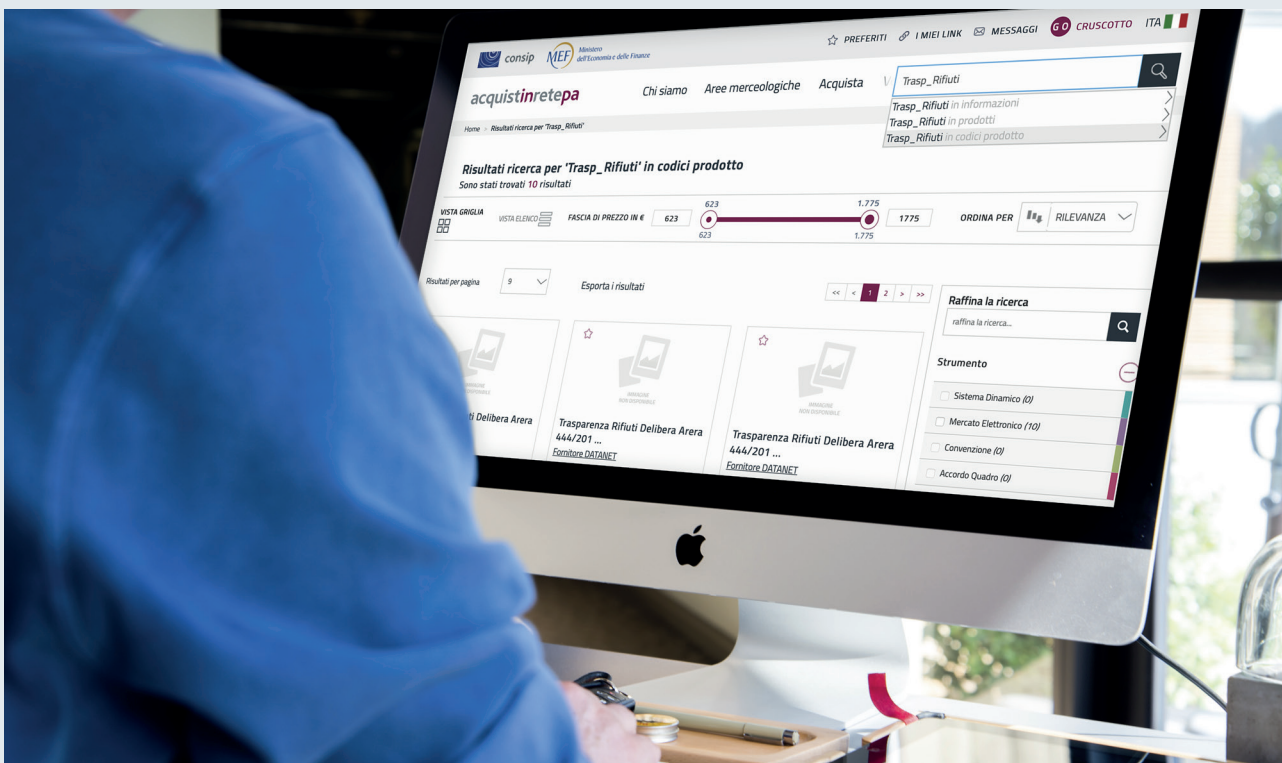 consip MEF Ministero
dell'Economia e delle Finanze
PREFERITI I MIEI LINK MESSAGGI GO CRUSCOTTO ITA
acquistinretepa
Chi siamo Aree merceologiche Acquista V
Trasp_Rifiuti
Trasp_Rifiuti in informazioni
Trasp_Rifiuti in prodotti
Trasp_Rifiuti in codici prodotto
Home > Risultati ricerca per 'Trasp_Rifiuti'
Risultati ricerca per 'Trasp_Rifiuti' in codici prodotto
Sono stati trovati 10 risultati
VISTA GRIGLIA VISTA ELENCO FASCIA DI PREZZO IN € 623 623 1.775 1775 ORDINA PER RILEVANZA
623 1.775
Risultati per pagina 9 Esporta i risultati << < 1 2 > >>
Raffina la ricerca
raffina la ricerca...
Strumento
Sistema Dinamico (0)
Mercato Elettronico (10)
Convenzione (0)
Accordo Quadro (0)
IMMAGINE
DISPONIBILE
ti Delibera Arera
IMMAGINE
NON DISPONIBILE
Trasparenza Rifiuti Delibera Arera
444/201 ...
Fornitore DATANET
IMMAGINE
NON DISPONIBILE
Trasparenza Rifiuti Delibera Arera
444/201 ...
Fornitore DATANET